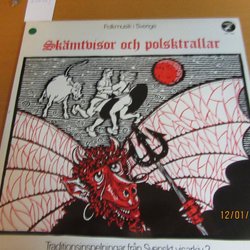 Folkmusik i Sverige
Skämtvisor och polsktrallar
Traditionsinspelningar från Svenskt visarkiv 2
12/01/